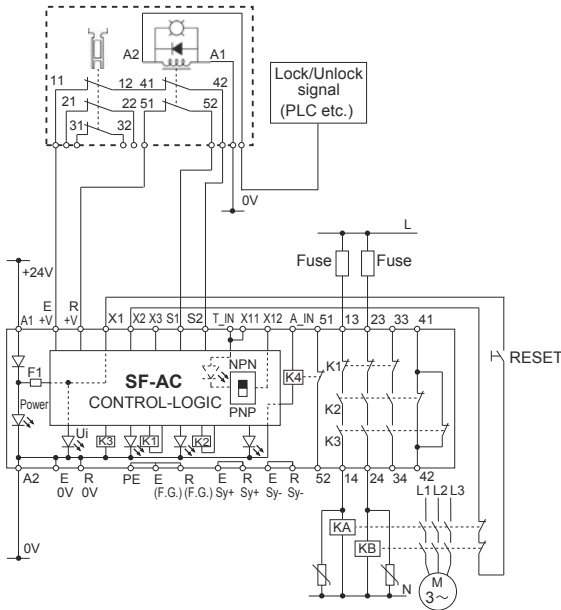 A2 A1
11 12 41 42
21 22 51 52
31 32
Lock/Unlock
signal
(PLC etc.)
0V
L
Fuse Fuse
+24V
E R
A1 +V +V X1 X2 X3 S1 S2 T_IN X11 X12 A_IN 51 13 23 33 41
RESET
F1
SF-AC
CONTROL-LOGIC
NPN
PNP
K4
K1
K2
K3
Power
Ui
K3 K1 K2
A2 E R PE E R E R E R 52 14 24 34 42
0V 0V (F.G.) (F.G.) Sy+ Sy+ Sy- Sy-
L1 L2 L3
KA
KB
0V
N
M
3~